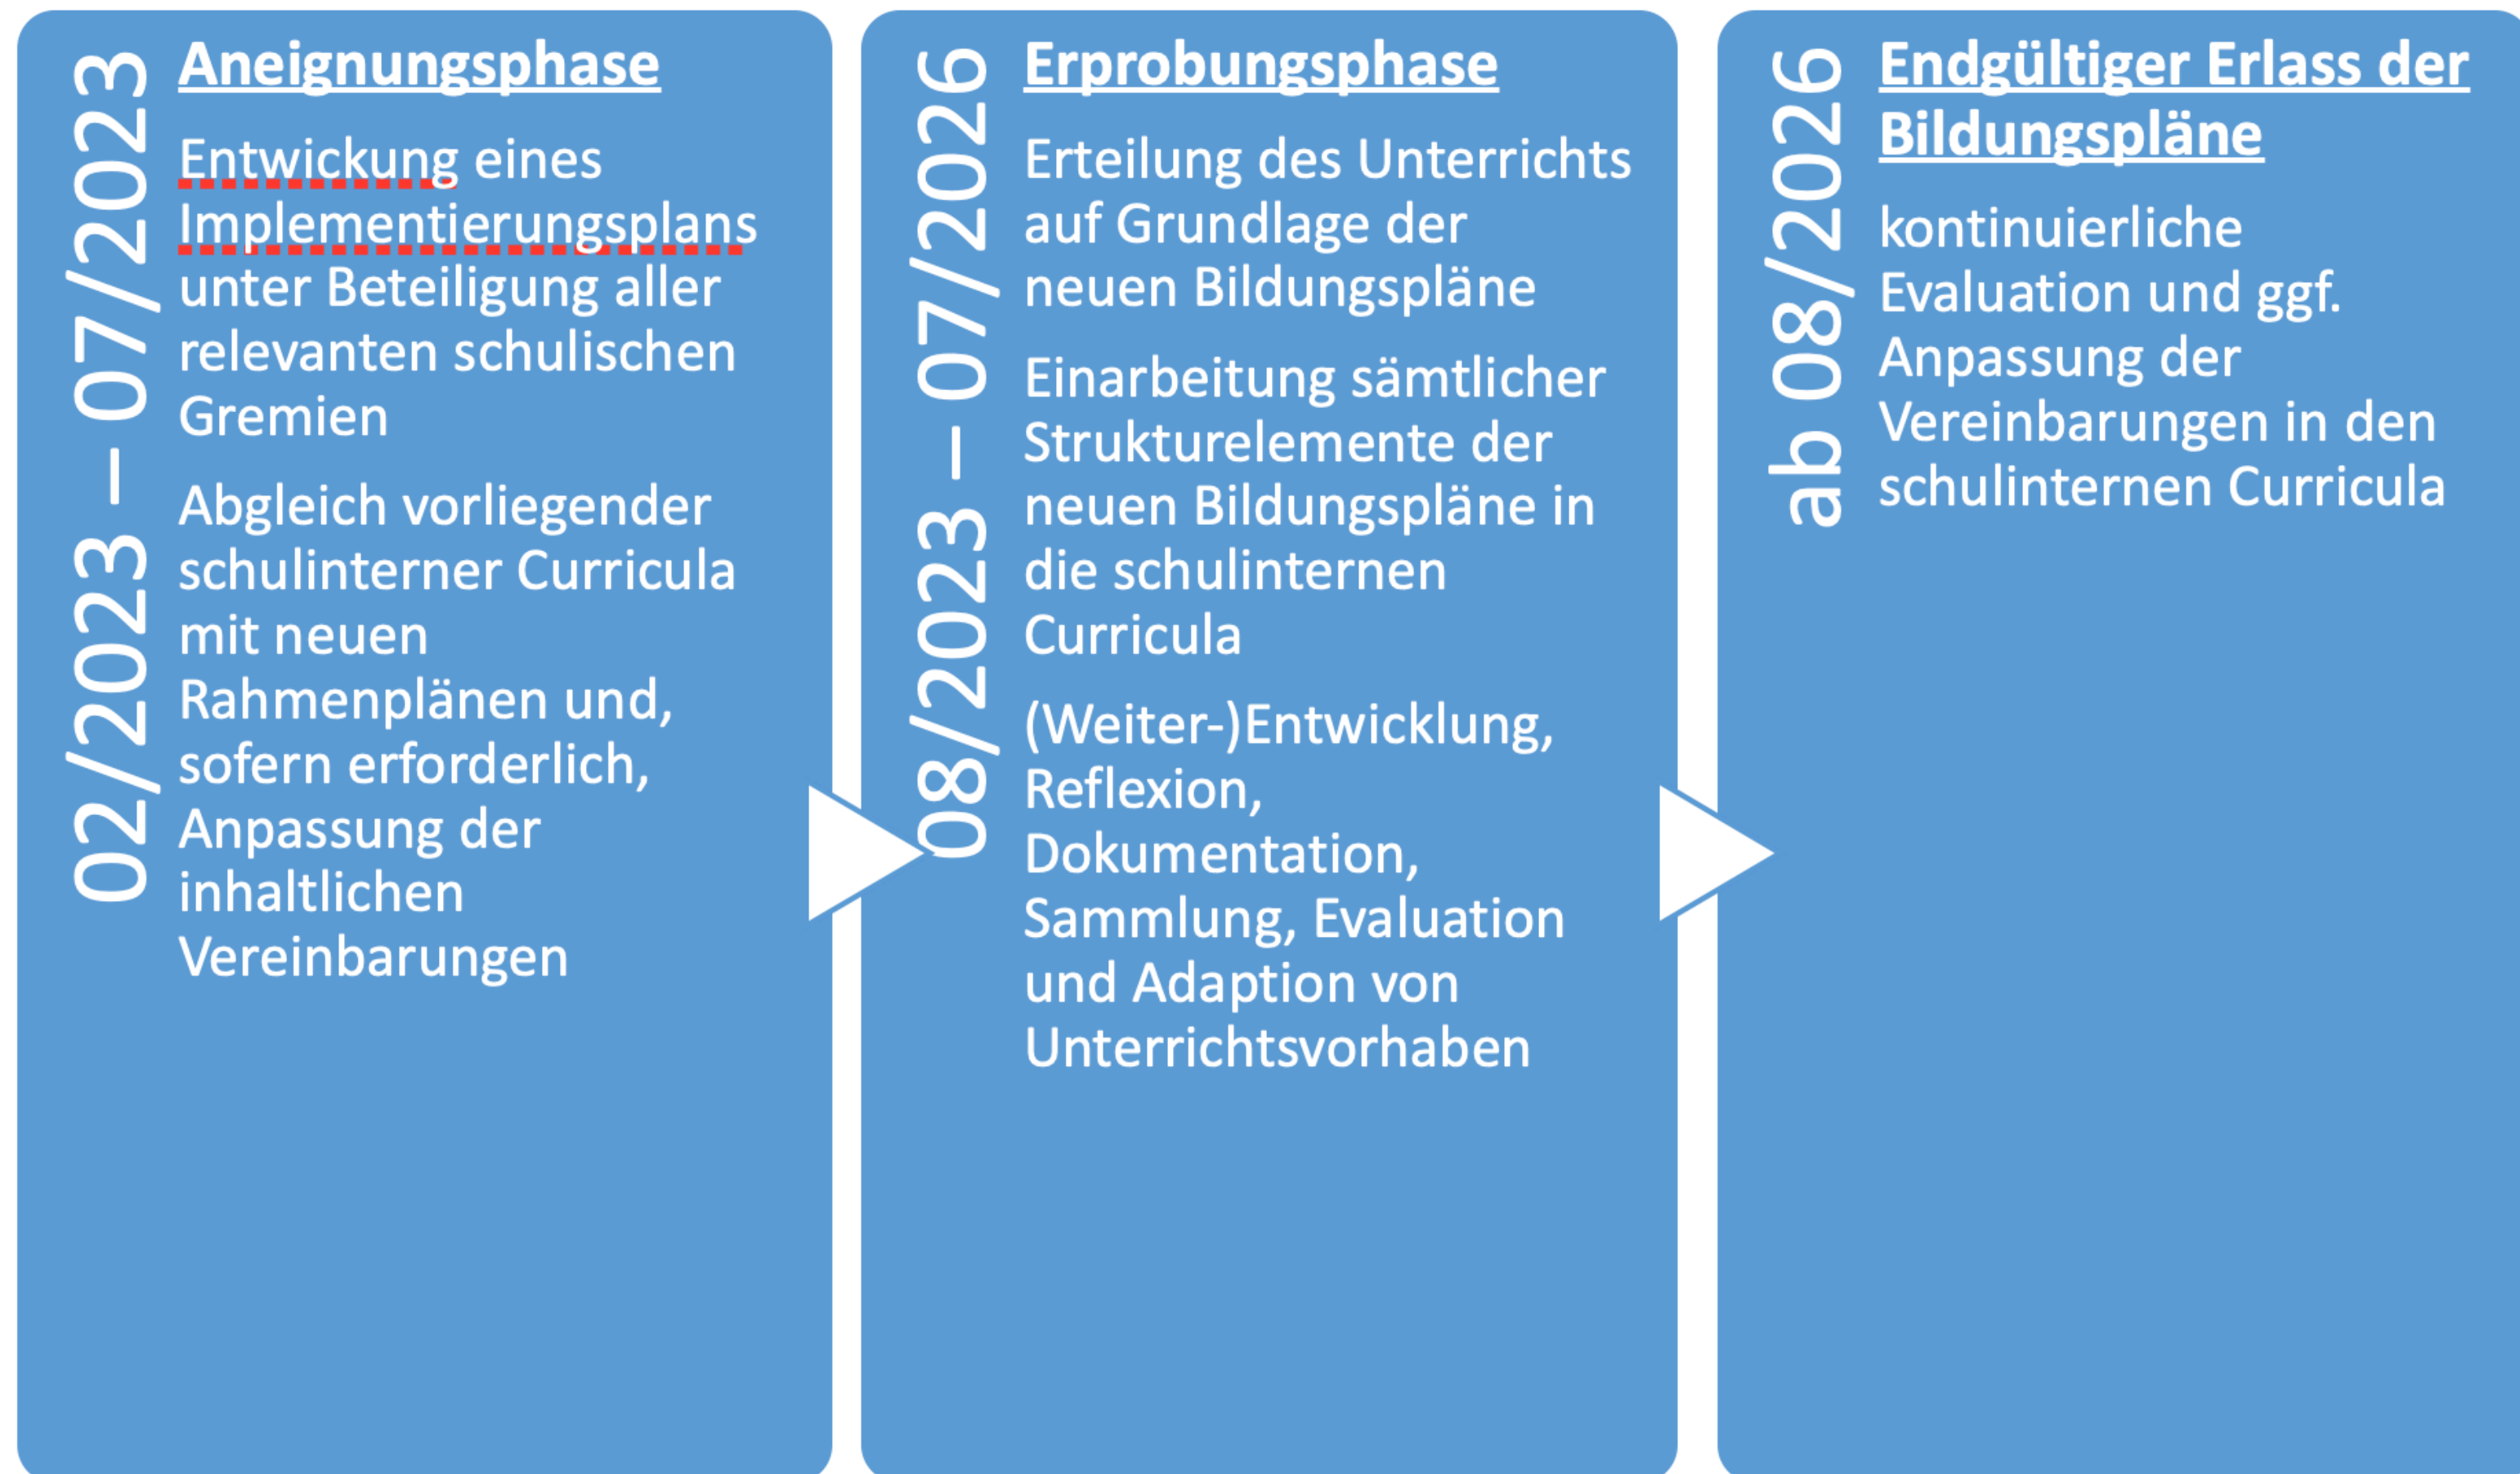 02/2023 – 07/2023
Aneignungsphase
Entwickung eines
Implementierungsplans
unter Beteiligung aller
relevanten schulischen
Gremien
Abgleich vorliegender
schulinterner Curricula
mit neuen
Rahmenplänen und,
sofern erforderlich,
Anpassung der
inhaltlichen
Vereinbarungen
08/2023 – 07/2026
Erprobungsphase
Erteilung des Unterrichts
auf Grundlage der
neuen Bildungspläne
Einarbeitung sämtlicher
Strukturelemente der
neuen Bildungspläne in
die schulinternen
Curricula
(Weiter-)Entwicklung,
Reflexion,
Dokumentation,
Sammlung, Evaluation
und Adaption von
Unterrichtsvorhaben
ab 08/2026
Endgültiger Erlass der
Bildungspläne
kontinuierliche
Evaluation und ggf.
Anpassung der
Vereinbarungen in den
schulinternen Curricula